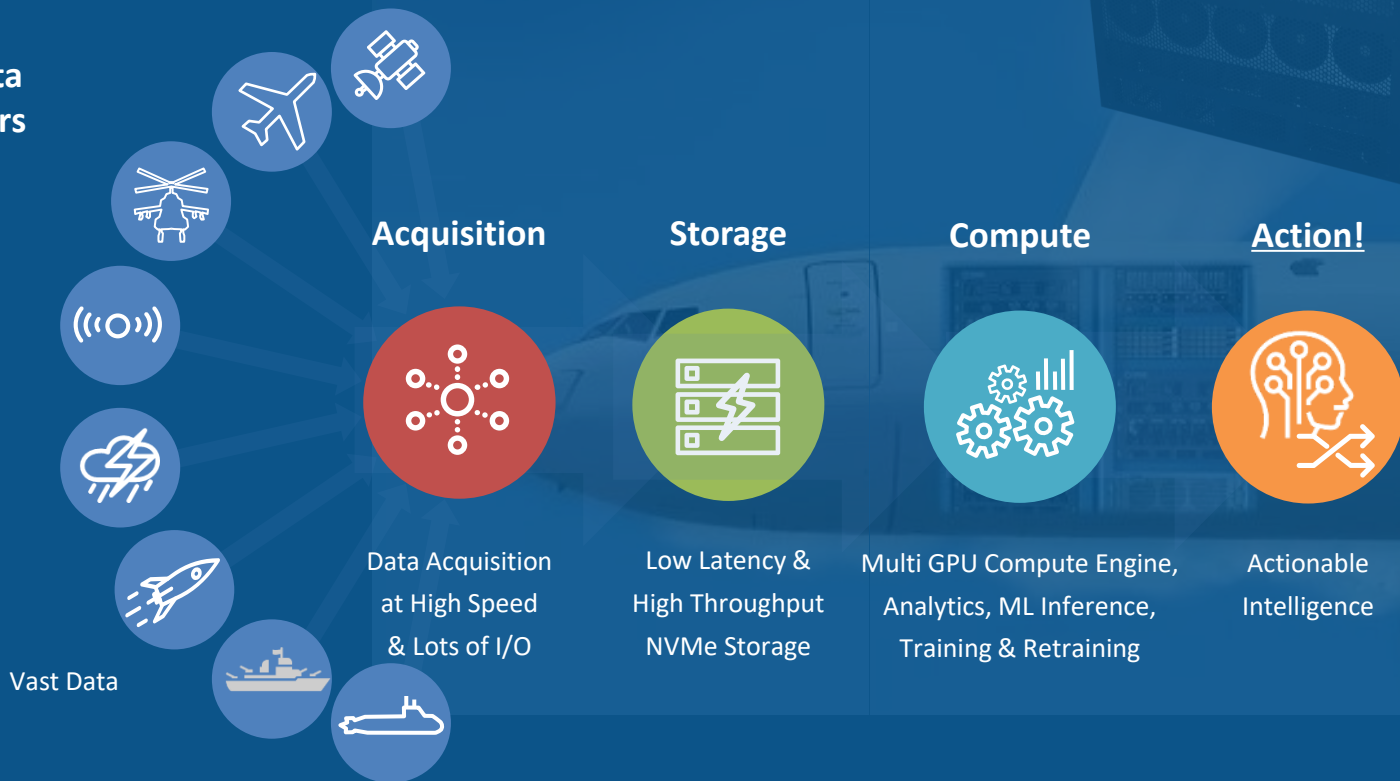 ta
rs
Acquisition
Storage
Compute
Action!
Data Acquisition
at High Speed
& Lots of I/O
Low Latency &
High Throughput
NVMe Storage
Multi GPU Compute Engine,
Analytics, ML Inference,
Training & Retraining
Actionable
Intelligence
Vast Data